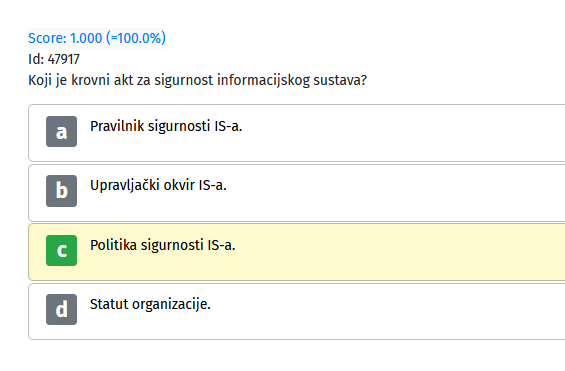 Score: 1.000 (=100.0%)
Id: 47917
Koji je krovni akt za sigurnost informacijskog sustava?
a Pravilnik sigurnosti IS-a.
b Upravljački okvir IS-a.
c Politika sigurnosti IS-a.
d Statut organizacije.